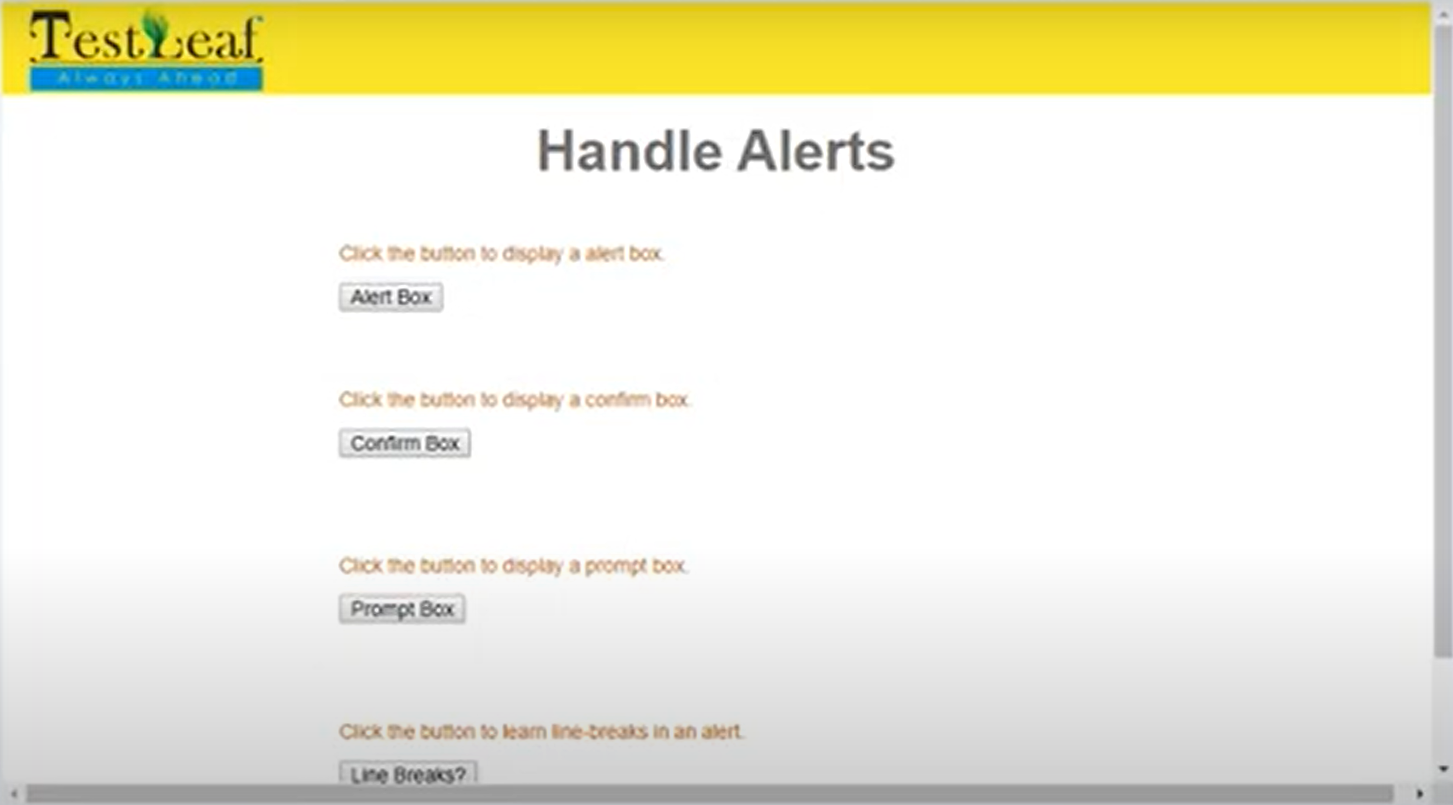 TestLeaf
Always Ahead
Handle Alerts
Click the button to display a alert box.
Alert Box
Click the button to display a confirm box.
Confirm Box
Click the button to display a prompt box.
Prompt Box
Click the button to learn line-breaks in an alert.
Line Breaks?